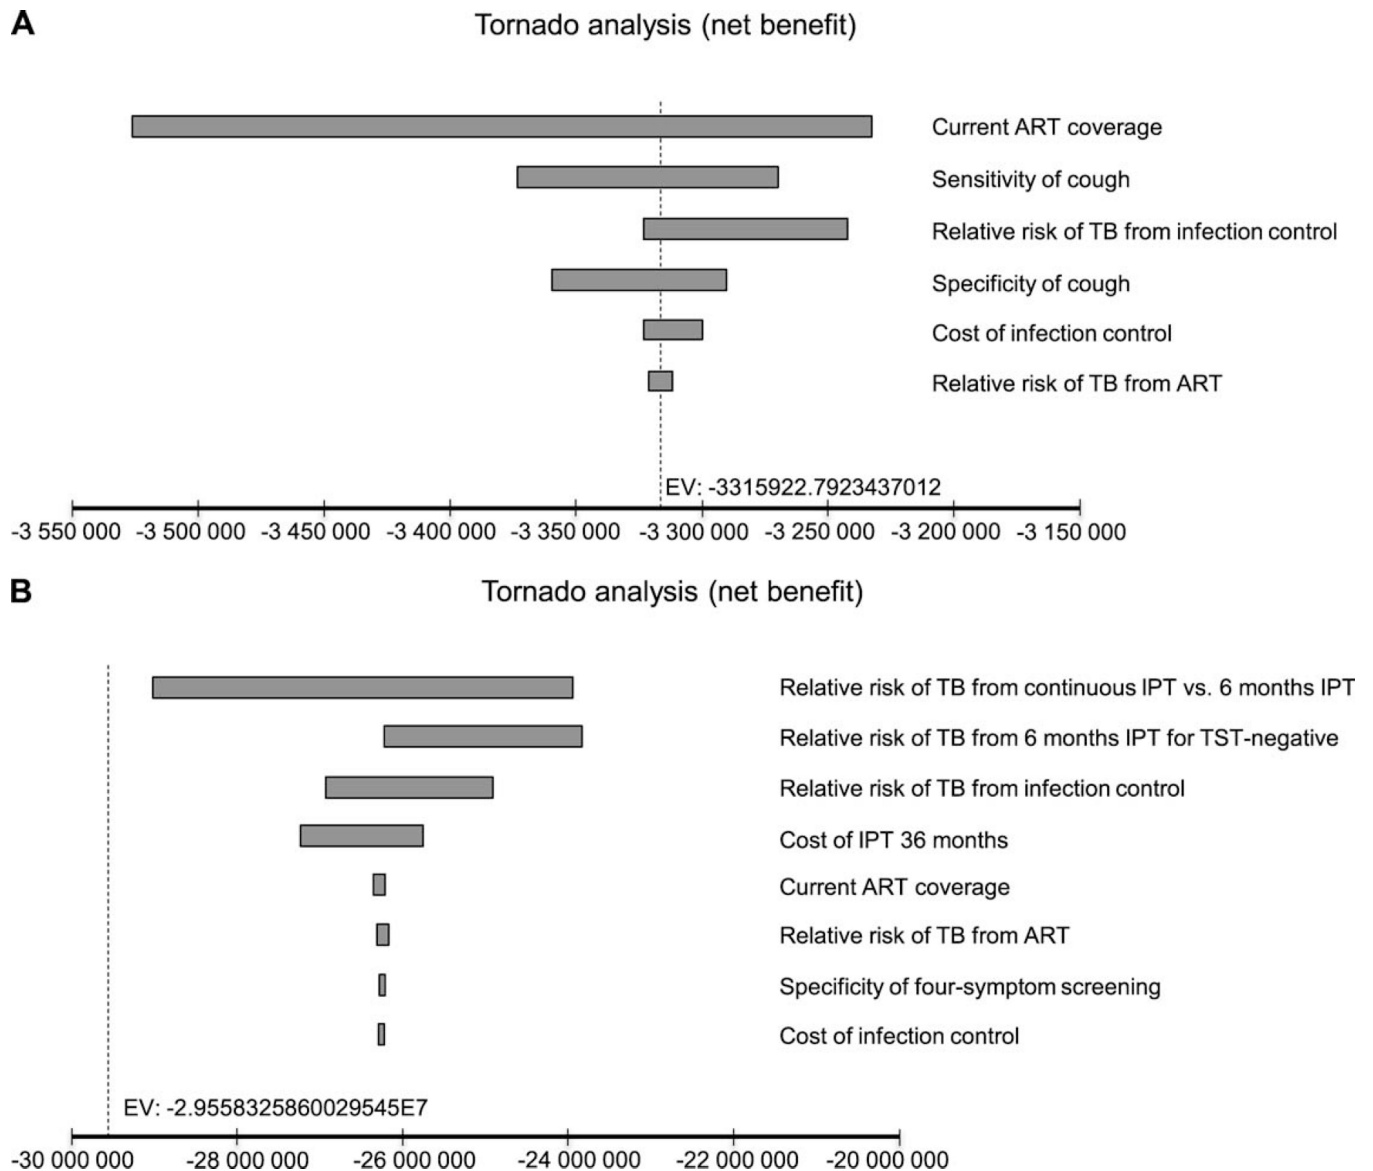 A
Tornado analysis (net benefit)
Current ART coverage
Sensitivity of cough
Relative risk of TB from infection control
Specificity of cough
Cost of infection control
Relative risk of TB from ART
EV: -3315922.7923437012
-3 550 000 -3 500 000 -3 450 000 -3 400 000 -3 350 000 -3 300 000 -3 250 000 -3 200 000 -3 150 000
B
Tornado analysis (net benefit)
Relative risk of TB from continuous IPT vs. 6 months IPT
Relative risk of TB from 6 months IPT for TST-negative
Relative risk of TB from infection control
Cost of IPT 36 months
Current ART coverage
Relative risk of TB from ART
Specificity of four-symptom screening
Cost of infection control
EV: -2.9558325860029545E7
-30 000 000 -28 000 000 -26 000 000 -24 000 000 -22 000 000 -20 000 000